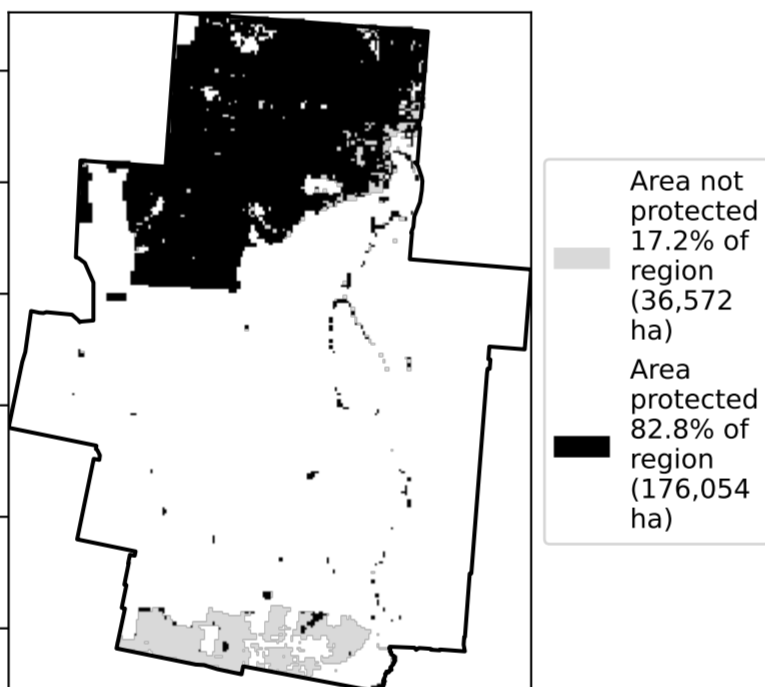 Area not
protected
17.2% of
region
(36,572
ha)
Area
protected
82.8% of
region
(176,054
ha)